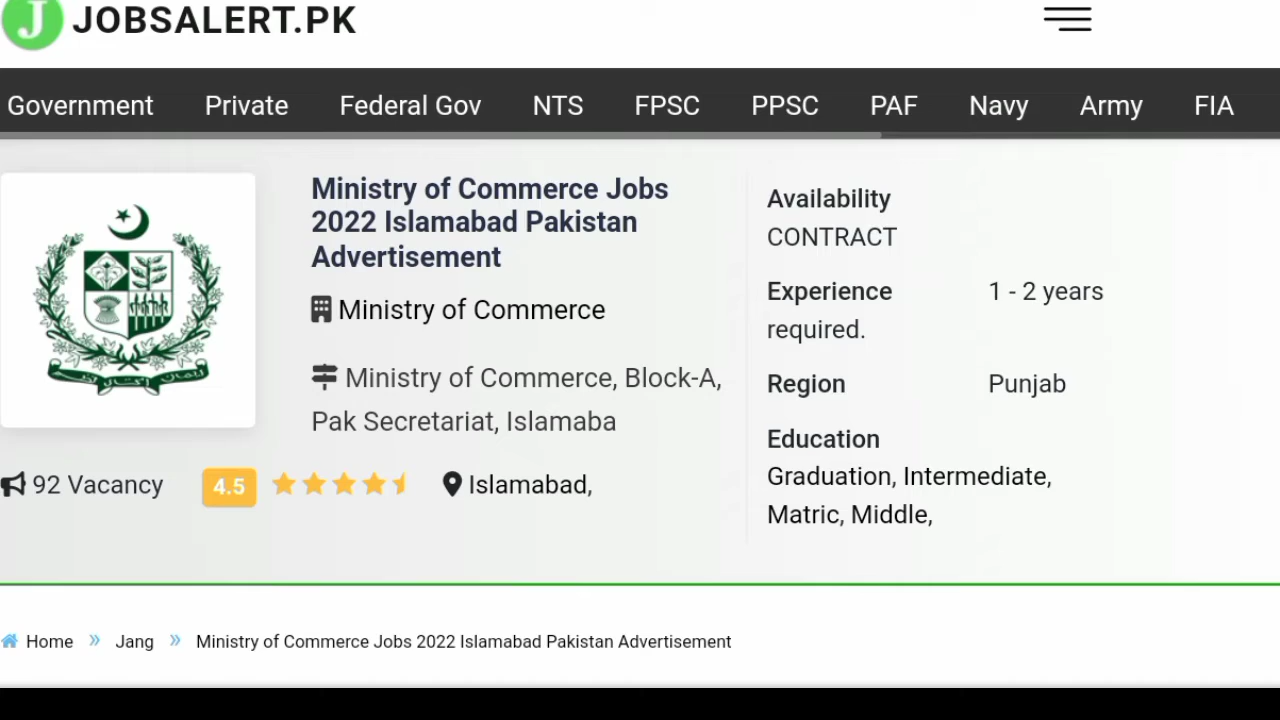 JOBSALERT.PK
Government Private Federal Gov NTS FPSC PPSC PAF Navy Army FIA
Ministry of Commerce Jobs
2022 Islamabad Pakistan
Advertisement
Ministry of Commerce
Ministry of Commerce, Block-A,
Pak Secretariat, Islamaba
92 Vacancy 4.5 Islamabad,
Availability
CONTRACT
Experience 1 - 2 years
required.
Region Punjab
Education
Graduation, Intermediate,
Matric, Middle,
Home » Jang » Ministry of Commerce Jobs 2022 Islamabad Pakistan Advertisement